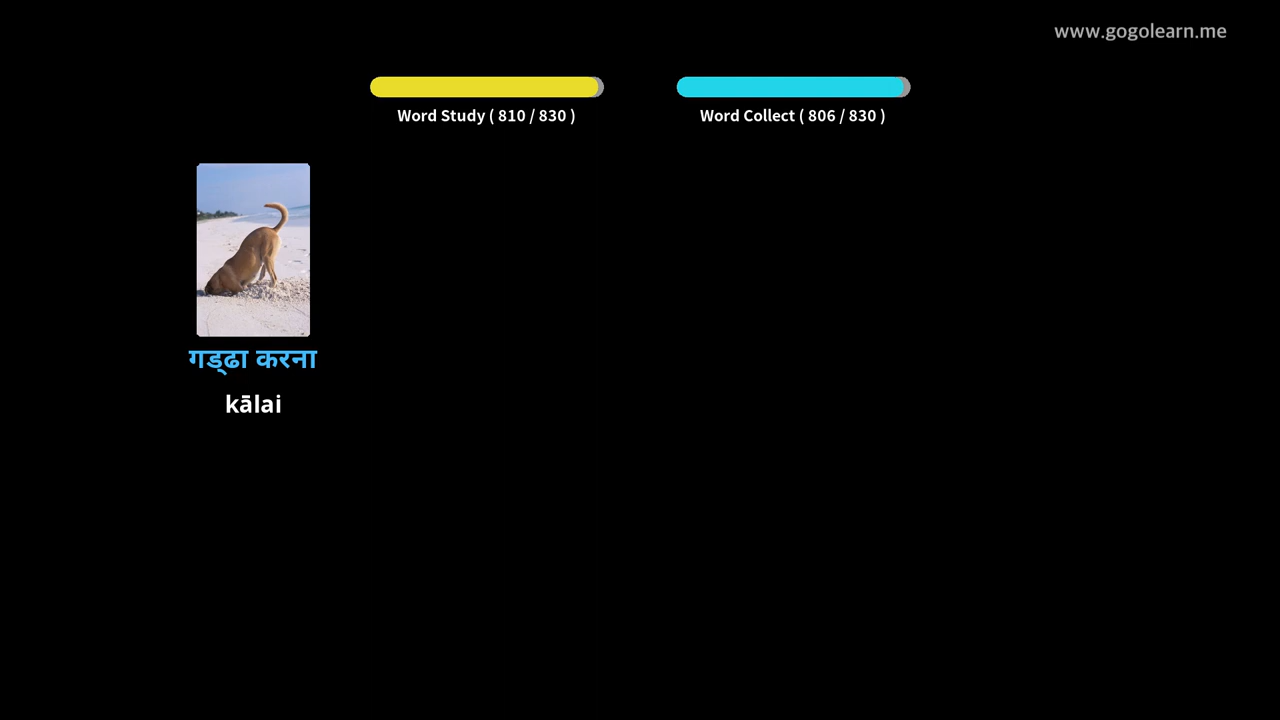 www.gogolearn.me
Word Study ( 810 / 830 )
Word Collect ( 806 / 830 )
गड्ढा करना
kālai